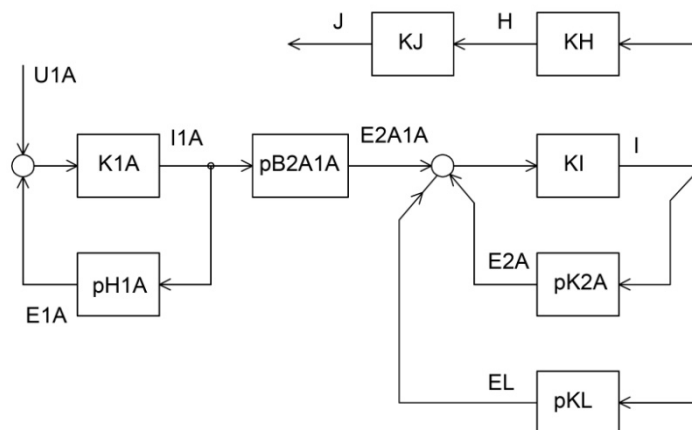 J
KJ
H
KH
U1A
K1A
I1A
pB2A1A
E2A1A
KI
I
pH1A
E1A
E2A
pK2A
EL
pKL